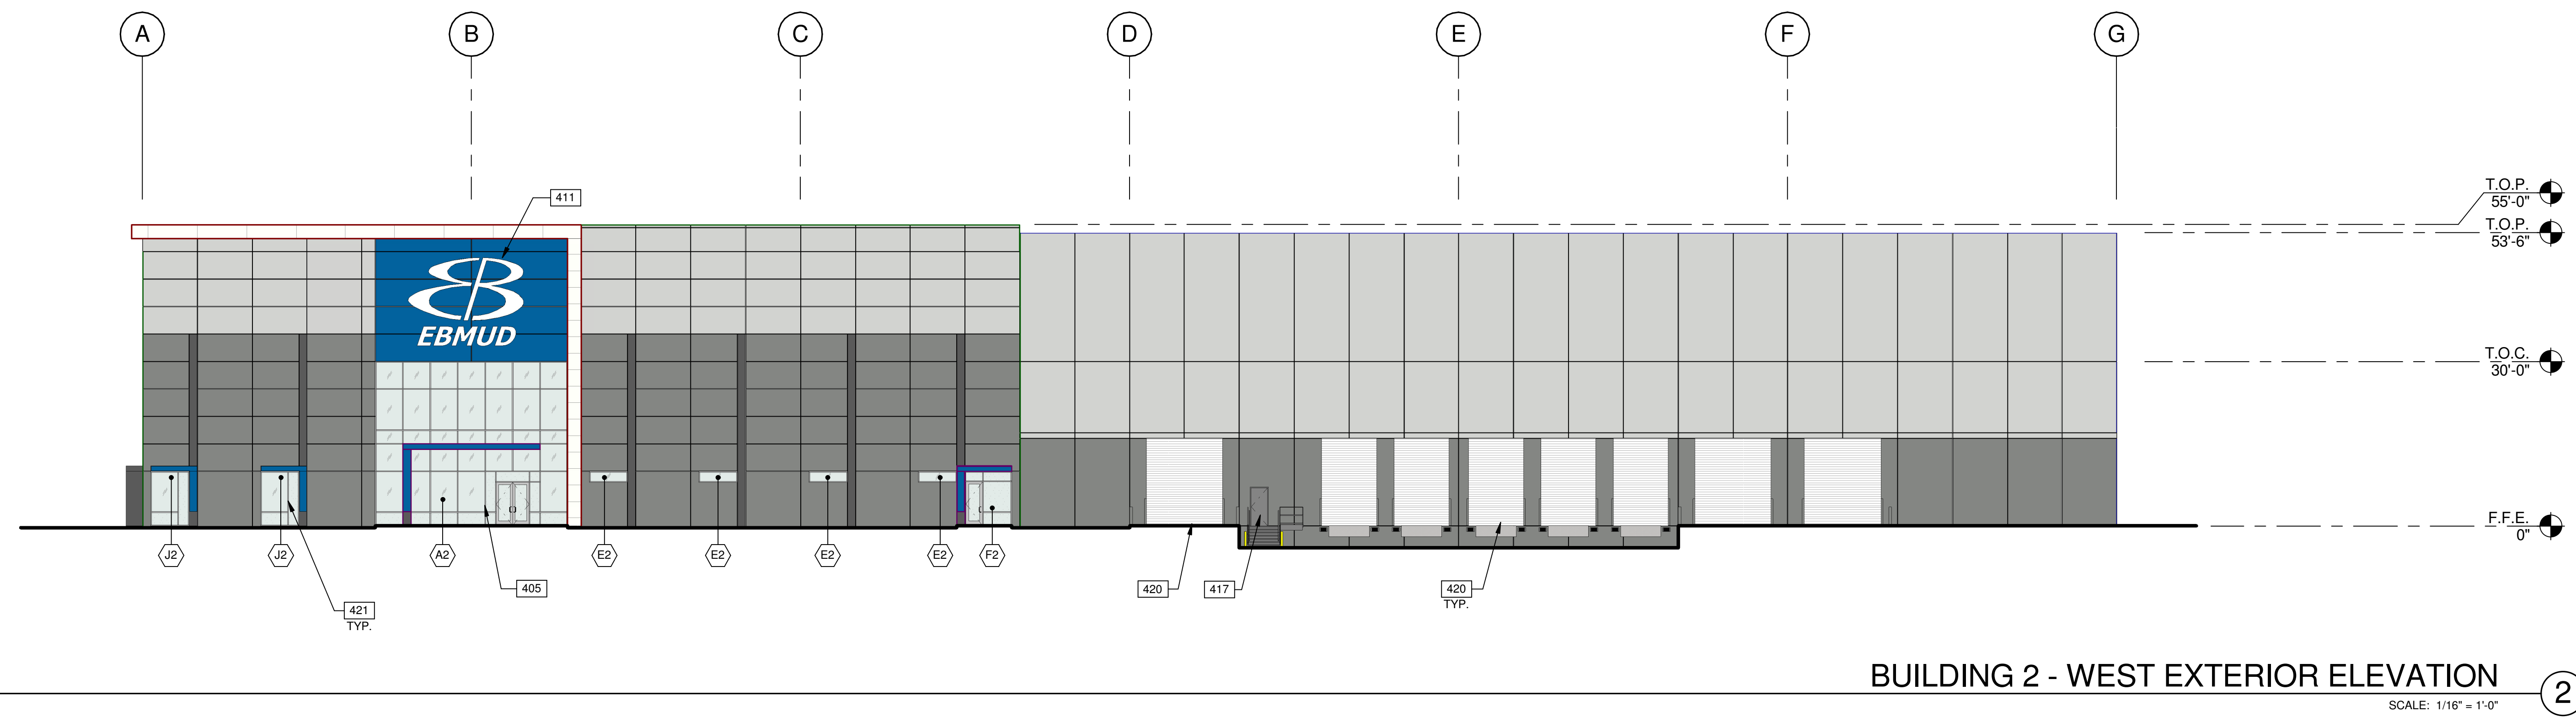 A
B
C
D
E
F
G
411
T.O.P.
55'-0"
T.O.P.
53'-6"
EBMUD
T.O.C.
30'-0"
F.F.E.
0"
J2
J2
A2
E2
E2
E2
E2
F2
405
420
417
420
TYP.
421
TYP.
BUILDING 2 - WEST EXTERIOR ELEVATION
2
SCALE: 1/16" = 1'-0"